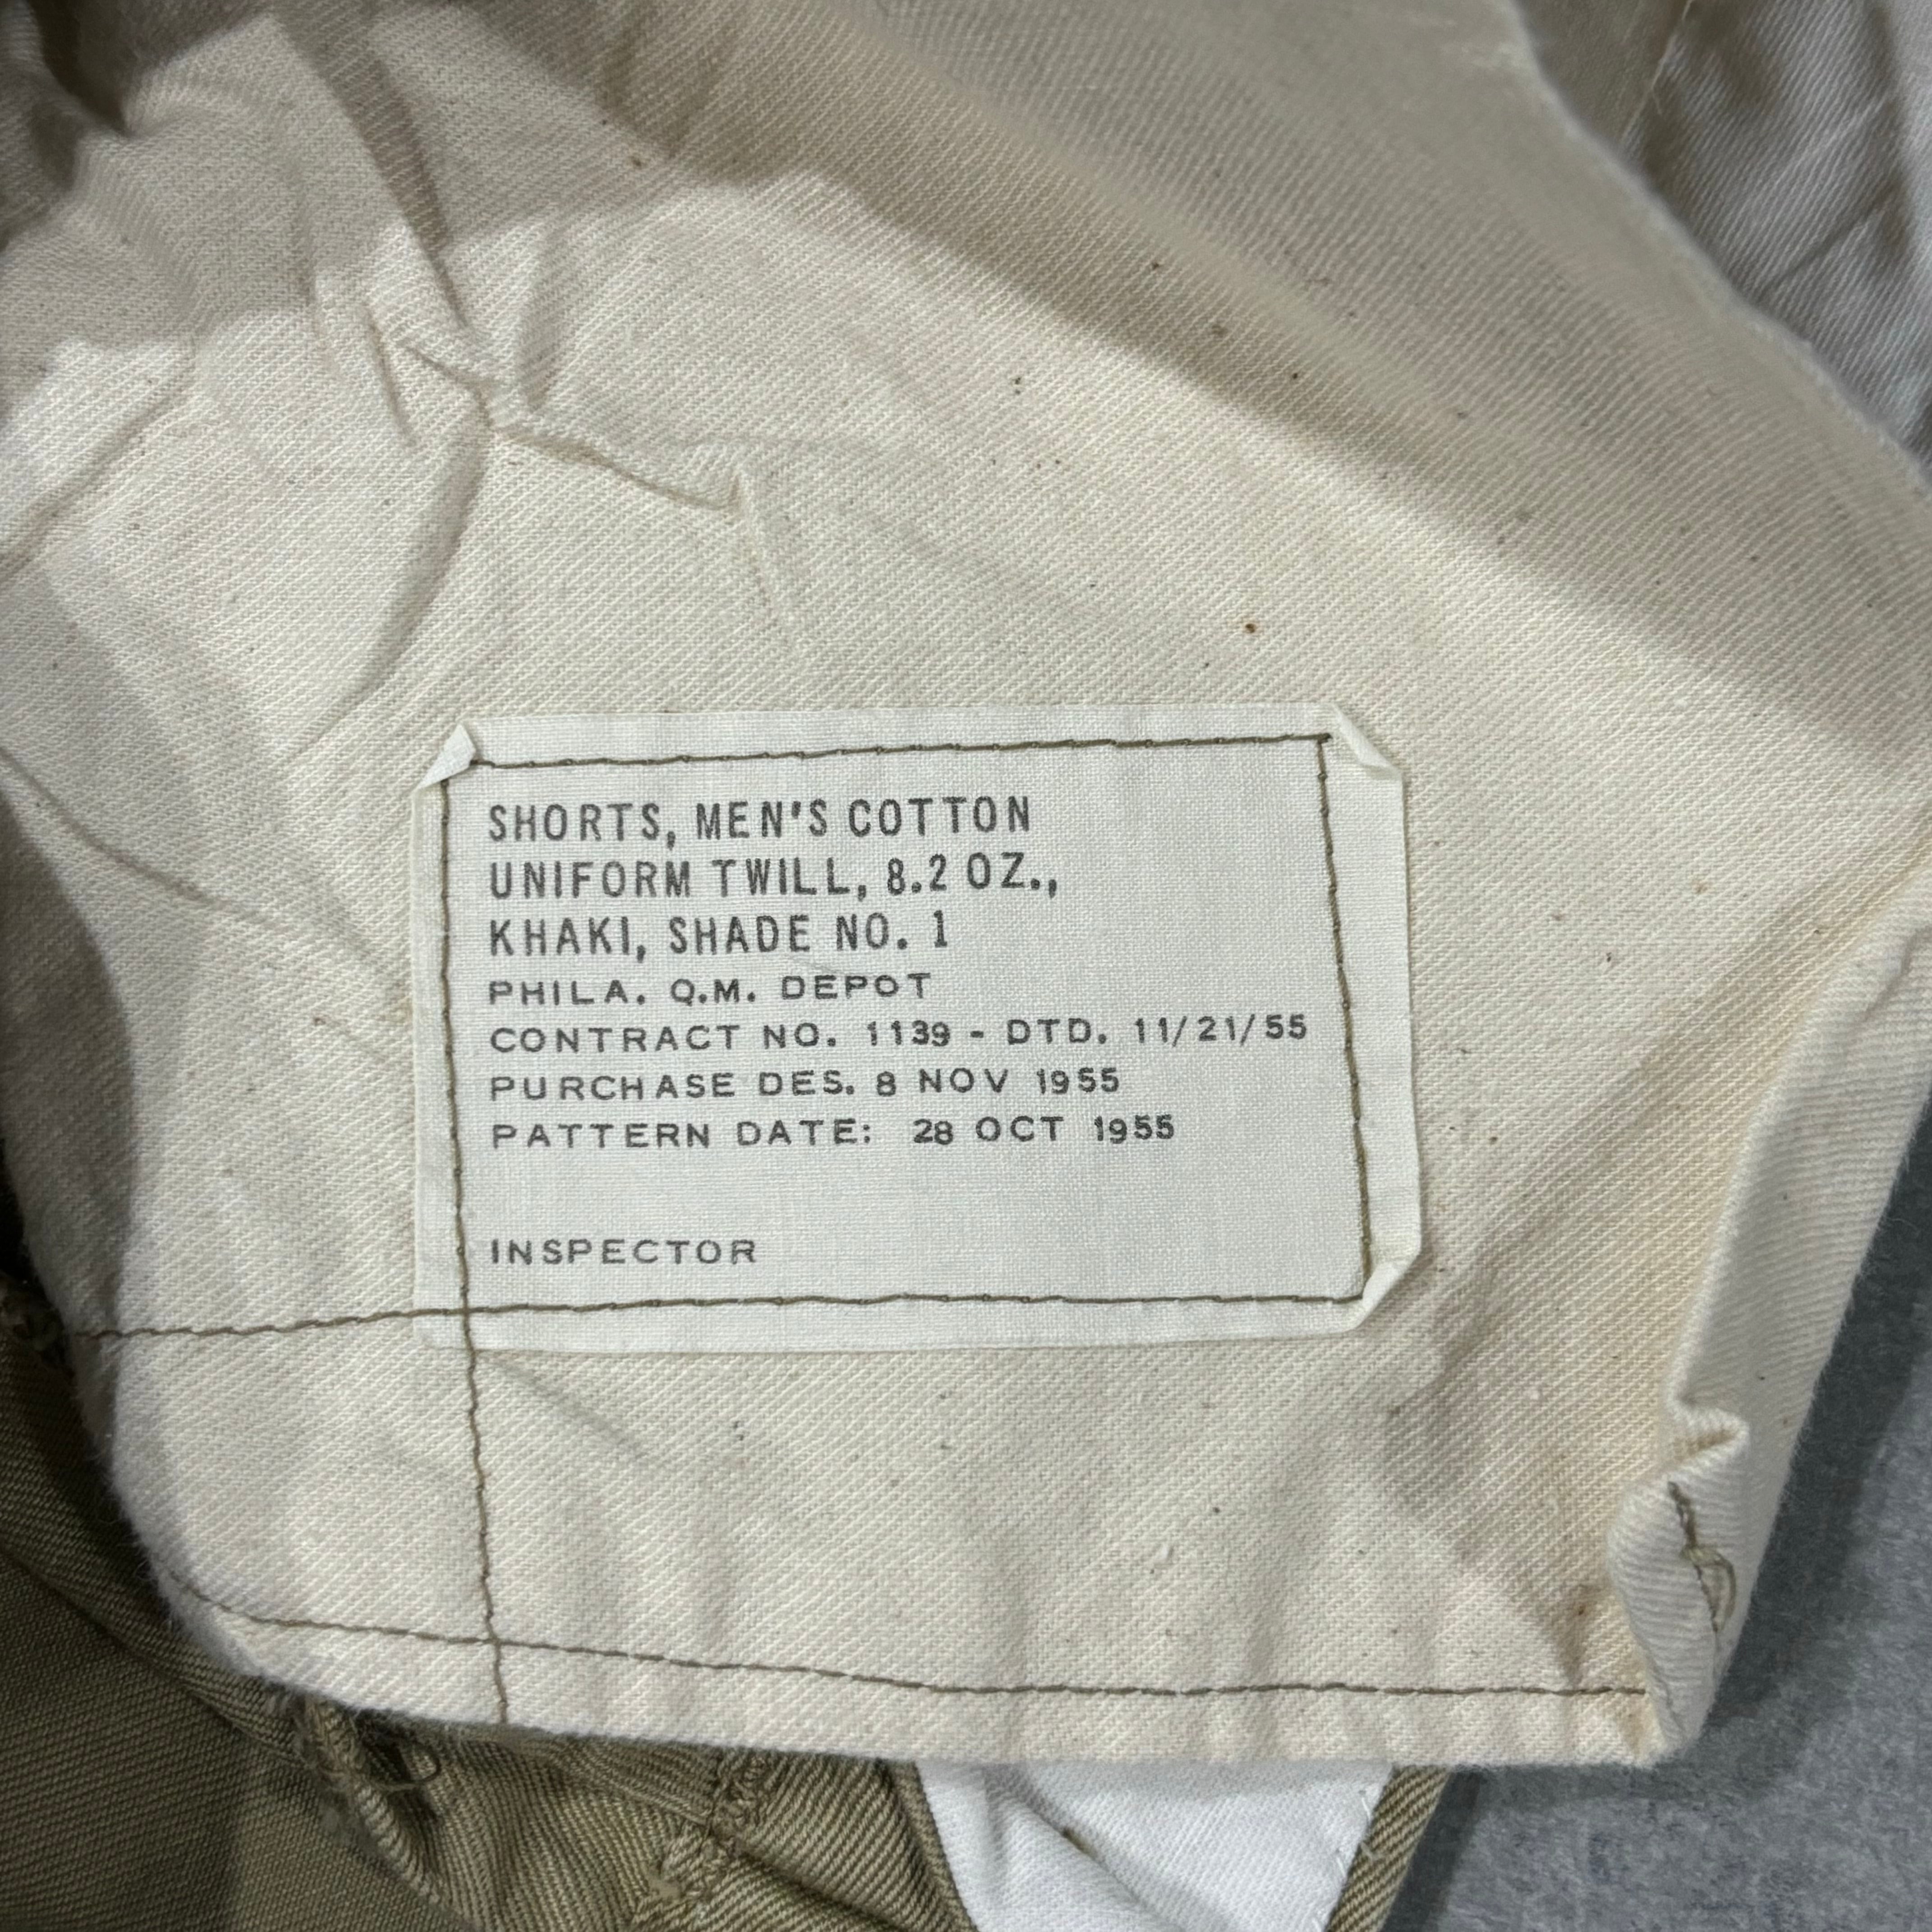 SHORTS, MEN'S COTTON
UNIFORM TWILL, 8.2 OZ.,
KHAKI, SHADE NO. 1
PHILA. Q.M. DEPOT
CONTRACT NO. 1139 - DTD. 11/21/55
PURCHASE DES. 8 NOV 1955
PATTERN DATE: 28 OCT 1955
INSPECTOR